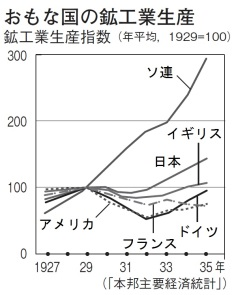 おもな国の鉱工業生産
鉱工業生産指数（年平均，1929＝100）
300
ソ連
200
イギリス
日本
100
アメリカ
フランス
ドイツ
0
1927 29 31 33 35年
（「本邦主要経済統計」）